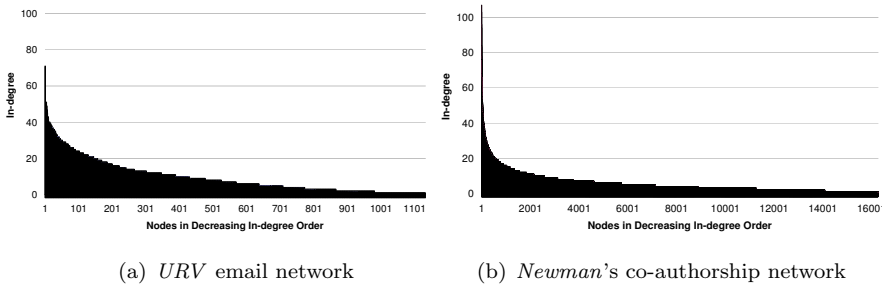 100
80
60
40
20
0
In-degree
1 101 201 301 401 501 601 701 801 901 1001 1101
Nodes in Decreasing In-degree Order
(a) URV email network
100
80
60
40
20
0
In-degree
1 2001 4001 6001 8001 10001 12001 14001 16001
Nodes in Decreasing In-degree Order
(b) Newman's co-authorship network